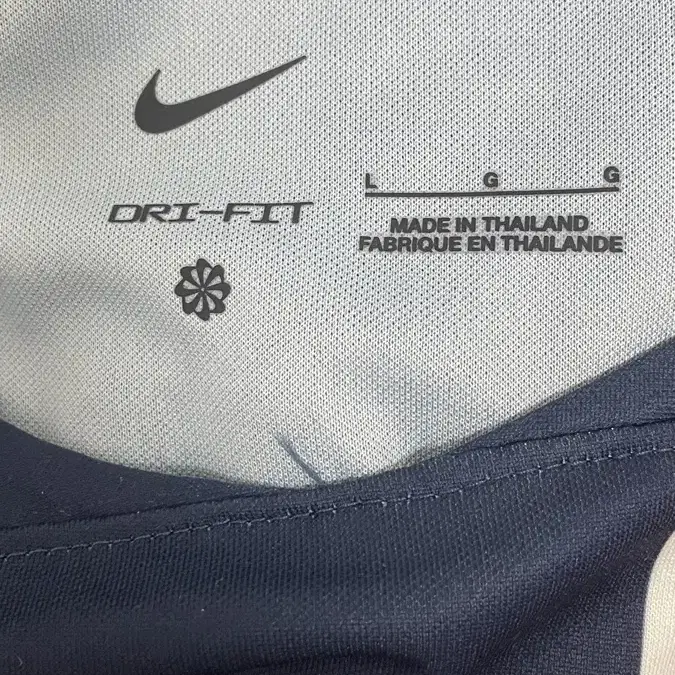 DRI-FIT
L G G
MADE IN THAILAND
FABRIQUE EN THAILANDE